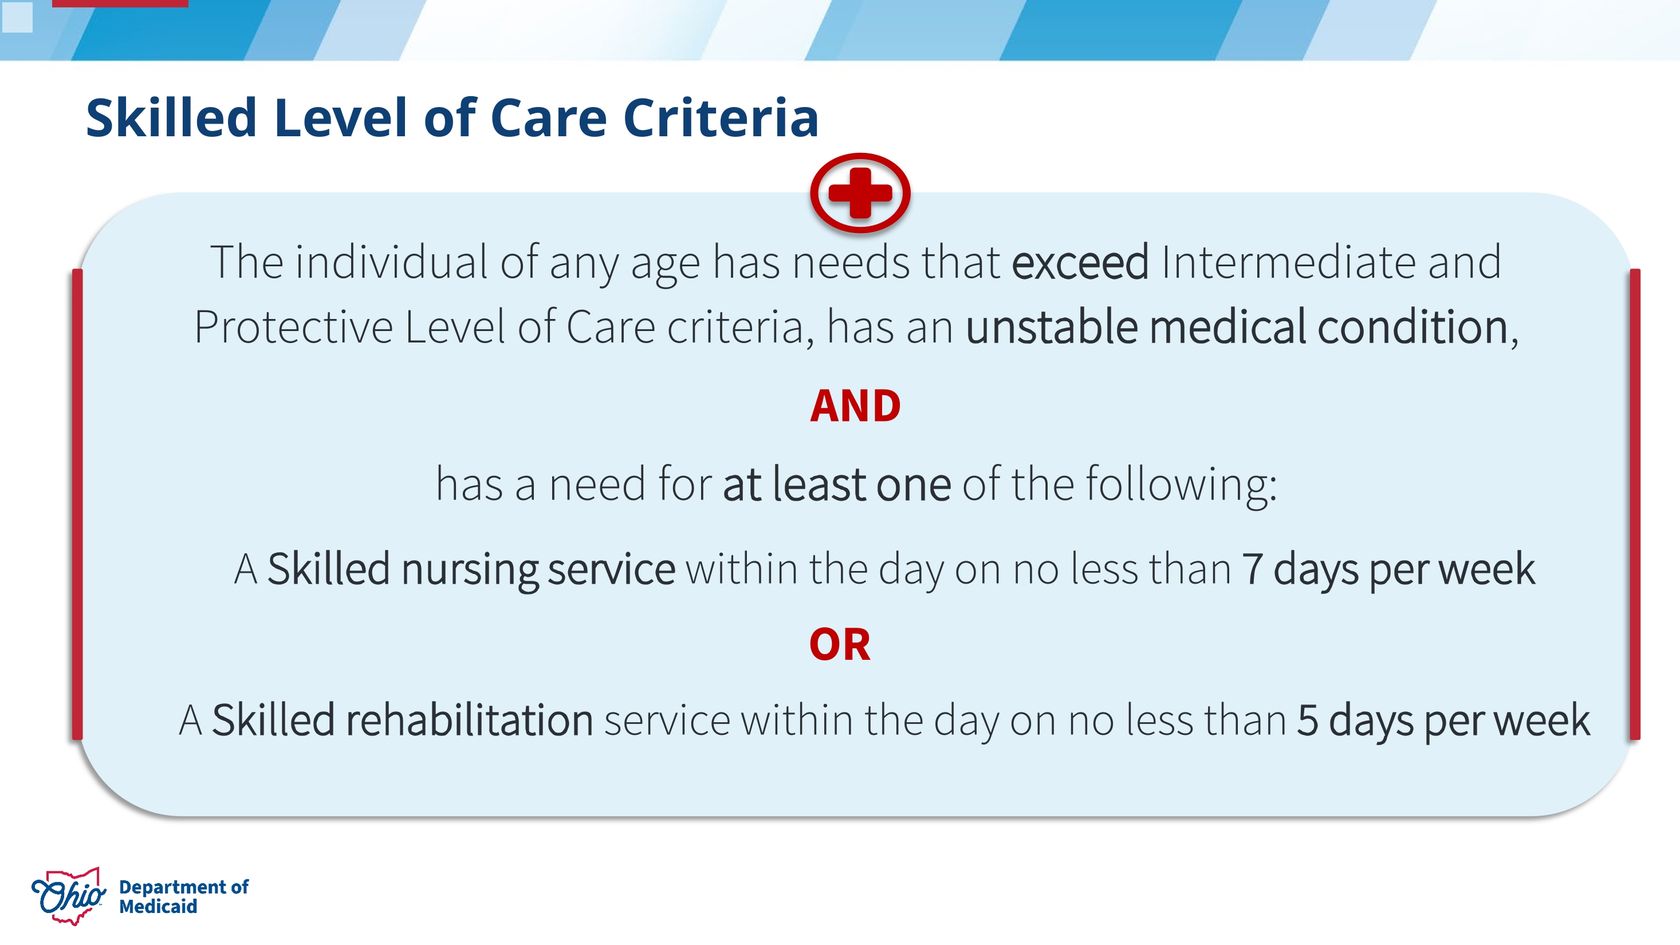 Skilled Level of Care Criteria
The individual of any age has needs that exceed Intermediate and
Protective Level of Care criteria, has an unstable medical condition,
AND
has a need for at least one of the following:
A Skilled nursing service within the day on no less than 7 days per week
OR
A Skilled rehabilitation service within the day on no less than 5 days per week
Ohio
Department of
Medicaid